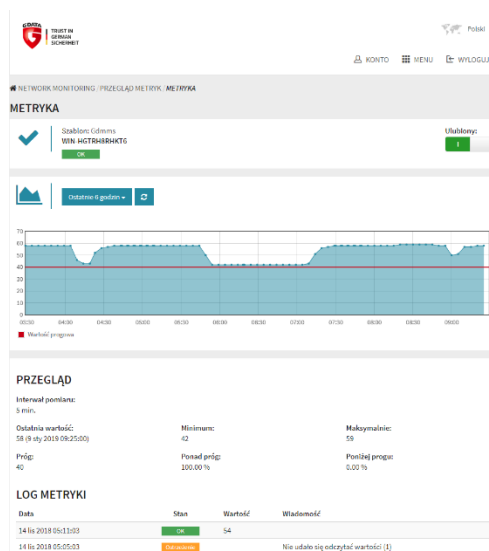 GDATA
TRUST IN
GERMAN
SICHERHEIT
Polski
KONTO MENU WYLOGUJ
NETWORK MONITORING / PRZEGLĄD METRYK / METRYKA
METRYKA
Szablon: Gdmms
WIN-HGTRH8RHKT6
OK
Ulubiony:
I
Ostatnie 6 godzin
70
60
50
40
30
20
10
0
03:30 04:00 04:30 05:00 05:30 06:00 06:30 07:00 07:30 08:00 08:30 09:00
Wartość progowa
PRZEGLĄD
Interwał pomiaru:
5 min.
Ostatnia wartość: Minimum: Maksymalnie:
58 (9 sty 2019 09:25:00) 42 59
Próg: Ponad próg: Poniżej progu:
40 100.00 % 0.00 %
LOG METRYKI
Data Stan Wartość Wiadomość
14 lis 2018 05:11:03 OK 54
14 lis 2018 05:05:03 Nie udało się odczytać wartości (1)